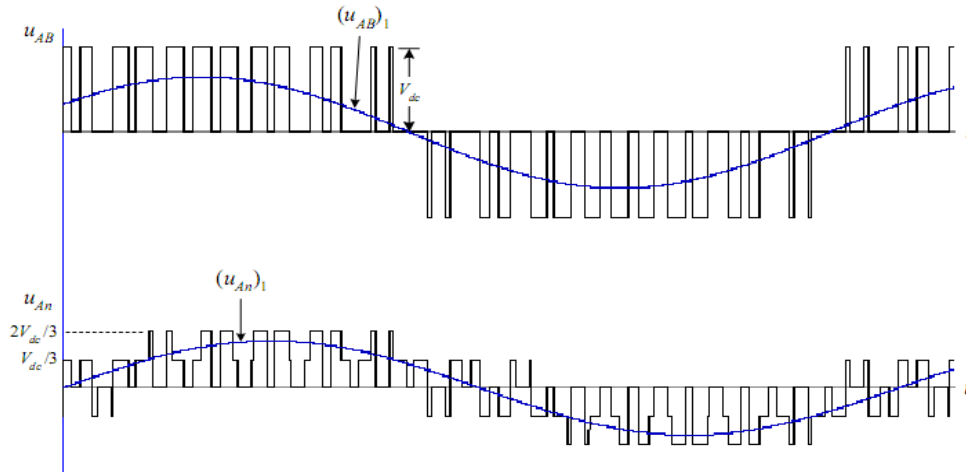 (u_AB)_1
u_AB
V_dc
t
(u_An)_1
u_An
2V_dc/3
V_dc/3